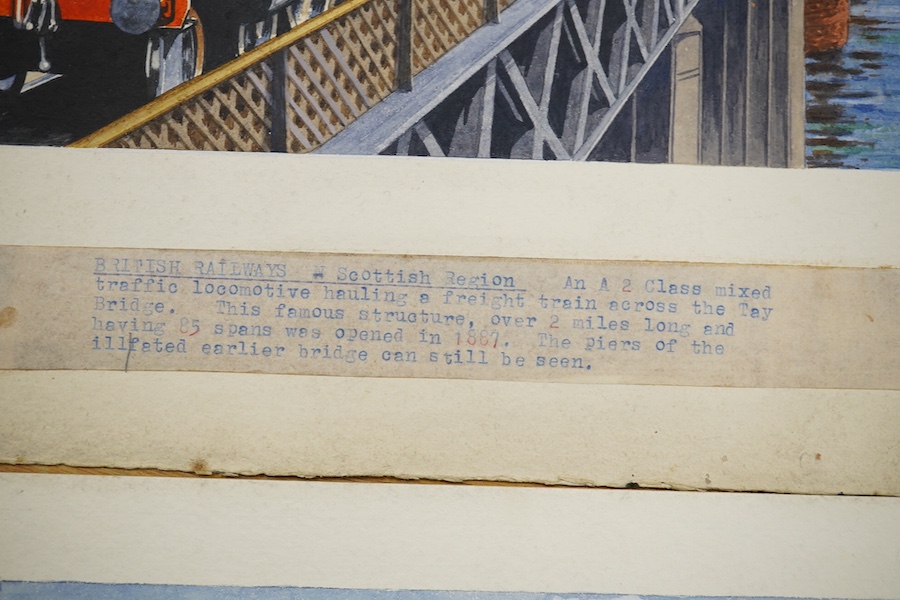 BRITISH RAILWAYS N Scottish Region An A 2 Class mixed
traffic locomotive hauling a freight train across the Tay
Bridge. This famous structure, over 2 miles long and
having 85 spans was opened in 1887. The piers of the
ill/fated earlier bridge can still be seen.